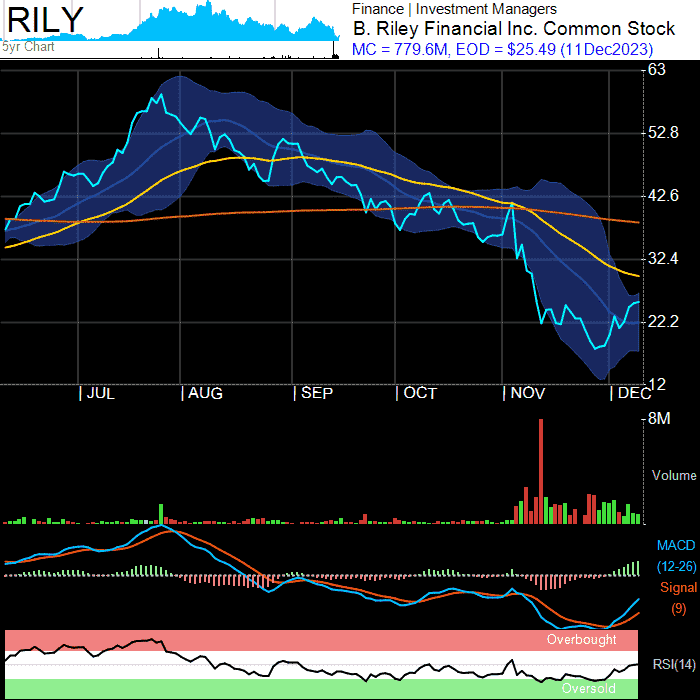 RILY
5yr Chart
Finance | Investment Managers
B. Riley Financial Inc. Common Stock
MC = 779.6M, EOD = $25.49 (11Dec2023)
63
52.8
42.6
32.4
22.2
12
| JUL | AUG | SEP | OCT | NOV | DEC
8M
Volume
MACD
(12-26)
Signal
(9)
Overbought
RSI(14)
Oversold